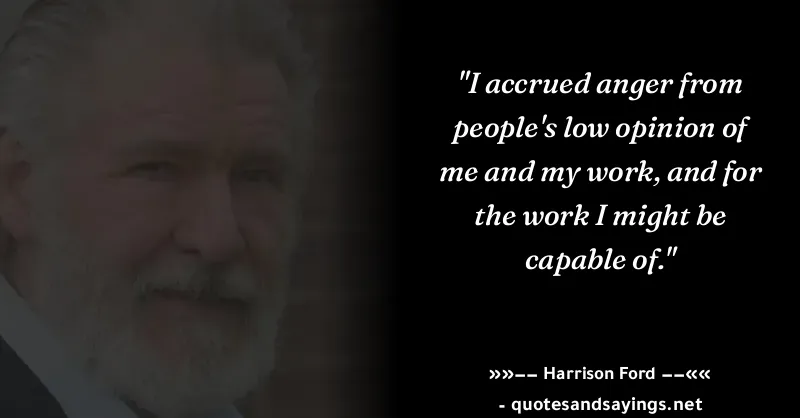 "I accrued anger from
people's low opinion of
me and my work, and for
the work I might be
capable of."
»»–– Harrison Ford ––««
- quotesandsayings.net